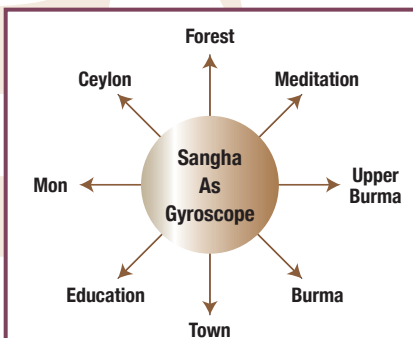 Forest
Ceylon
Meditation
Sangha
As
Gyroscope
Mon
Upper
Burma
Education
Burma
Town